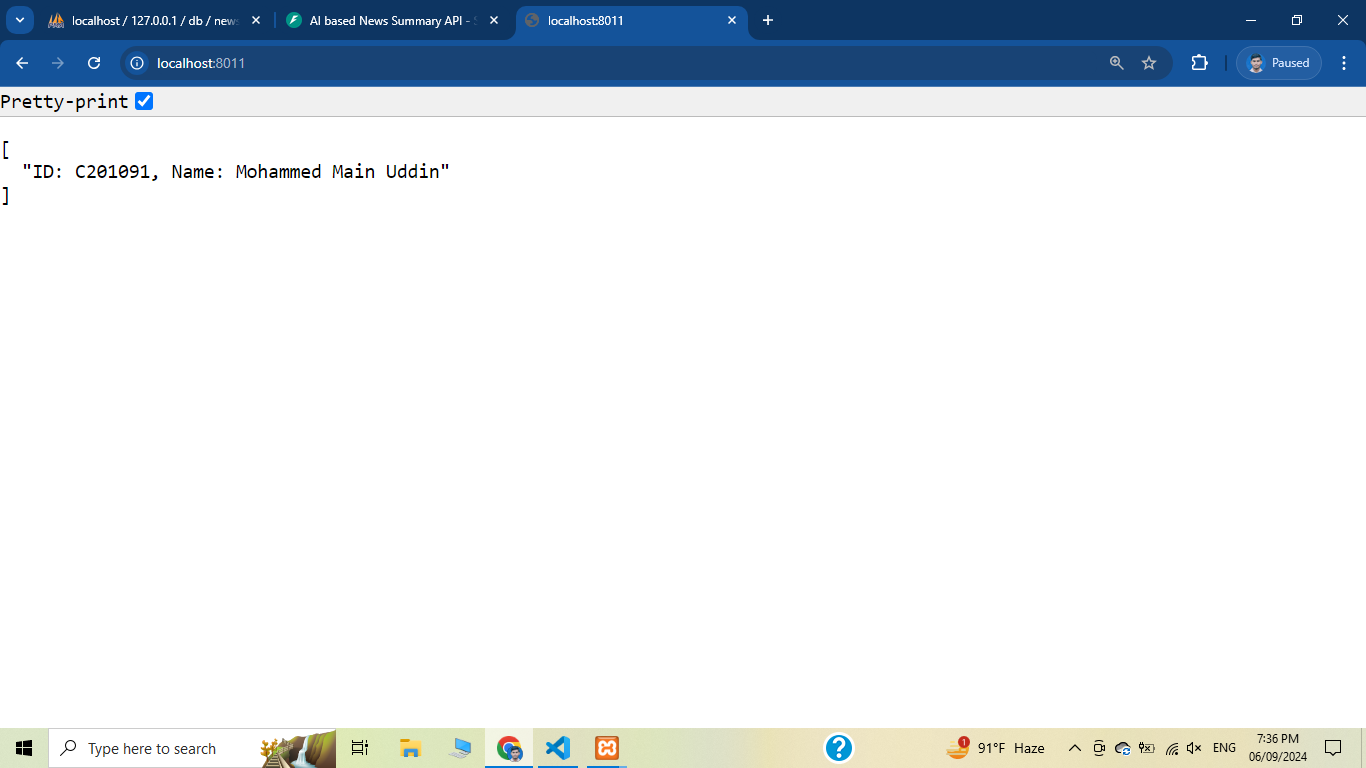 localhost / 127.0.0.1 / db / news
AI based News Summary API -
localhost:8011
localhost:8011
Paused
Pretty-print
[
"ID: C201091, Name: Mohammed Main Uddin"
]
Type here to search
1
91°F Haze
ENG
7:36 PM
06/09/2024